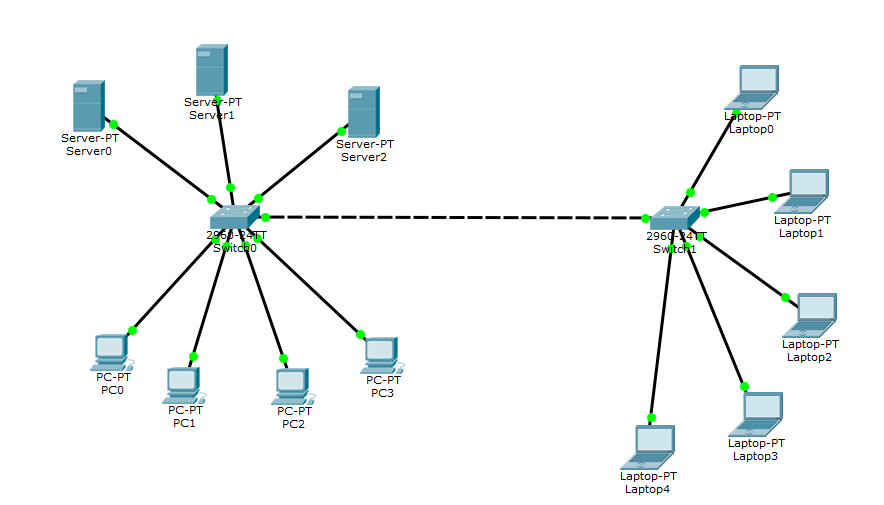 Server-PT
Server0
Server-PT
Server1
Server-PT
Server2
2960-24TT
Switch0
PC-PT
PC0
PC-PT
PC1
PC-PT
PC2
PC-PT
PC3
2960-24TT
Switch1
Laptop-PT
Laptop0
Laptop-PT
Laptop1
Laptop-PT
Laptop2
Laptop-PT
Laptop3
Laptop-PT
Laptop4